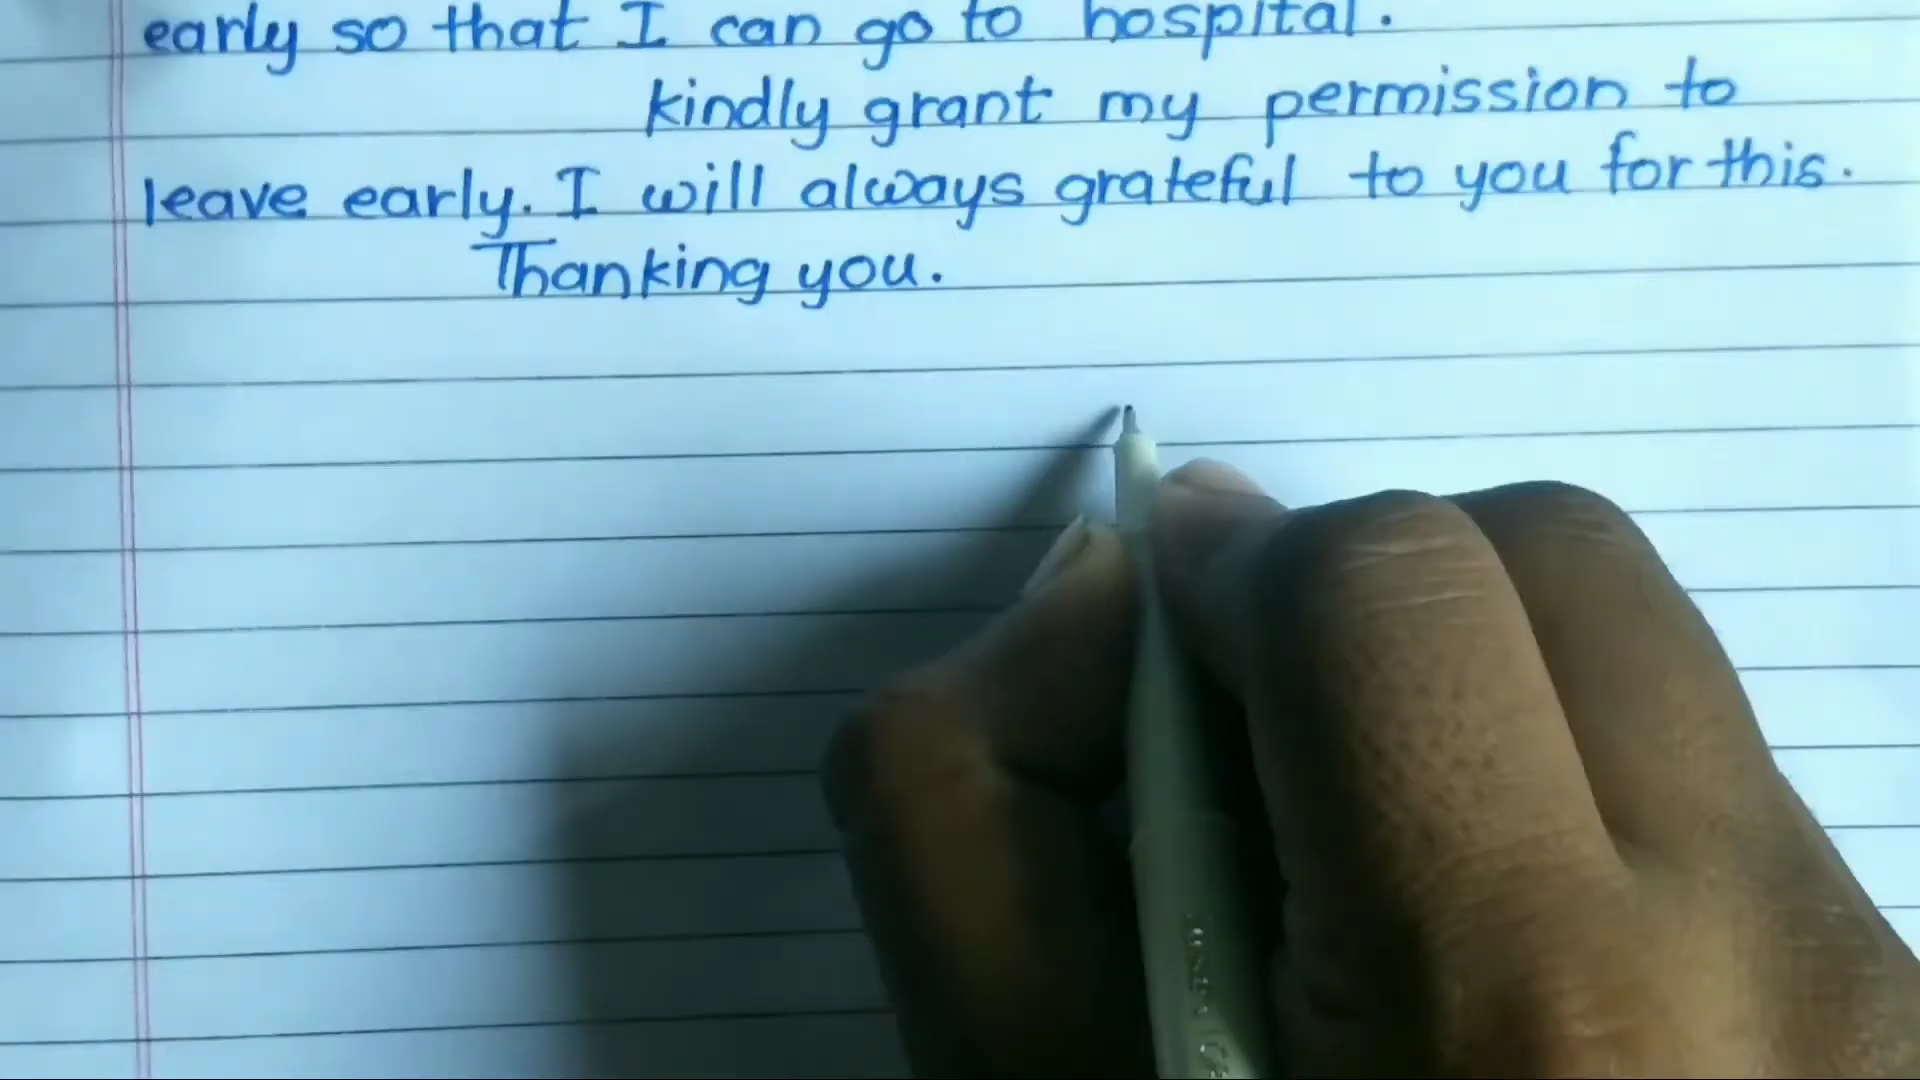 early so that I can go to hospital.
kindly grant my permission to
leave early. I will always grateful to you for this.
Thanking you.